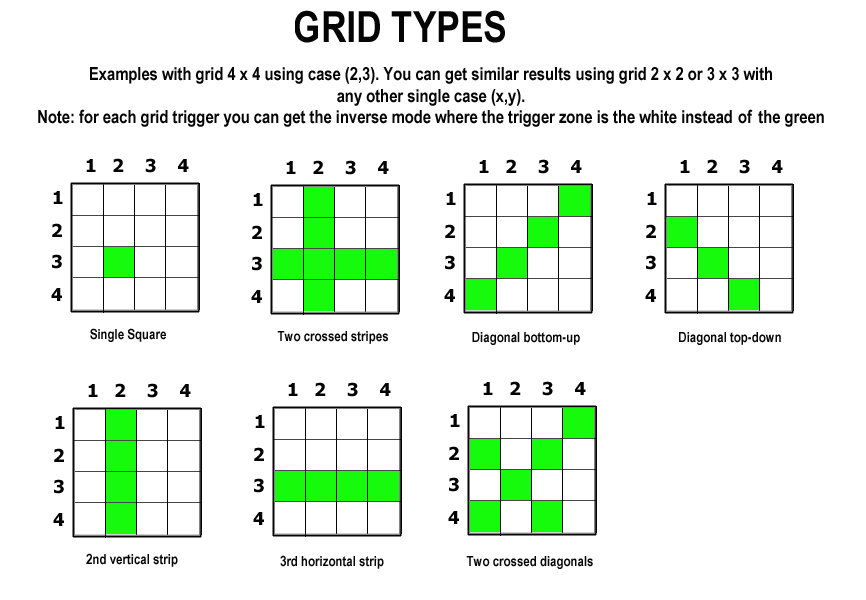 GRID TYPES
Examples with grid 4 x 4 using case (2,3). You can get similar results using grid 2 x 2 or 3 x 3 with
any other single case (x,y).
Note: for each grid trigger you can get the inverse mode where the trigger zone is the white instead of the green
1 2 3 4
1
2
3
4
Single Square
1 2 3 4
1
2
3
4
Two crossed stripes
1 2 3 4
1
2
3
4
Diagonal bottom-up
1 2 3 4
1
2
3
4
Diagonal top-down
1 2 3 4
1
2
3
4
2nd vertical strip
1 2 3 4
1
2
3
4
3rd horizontal strip
1 2 3 4
1
2
3
4
Two crossed diagonals